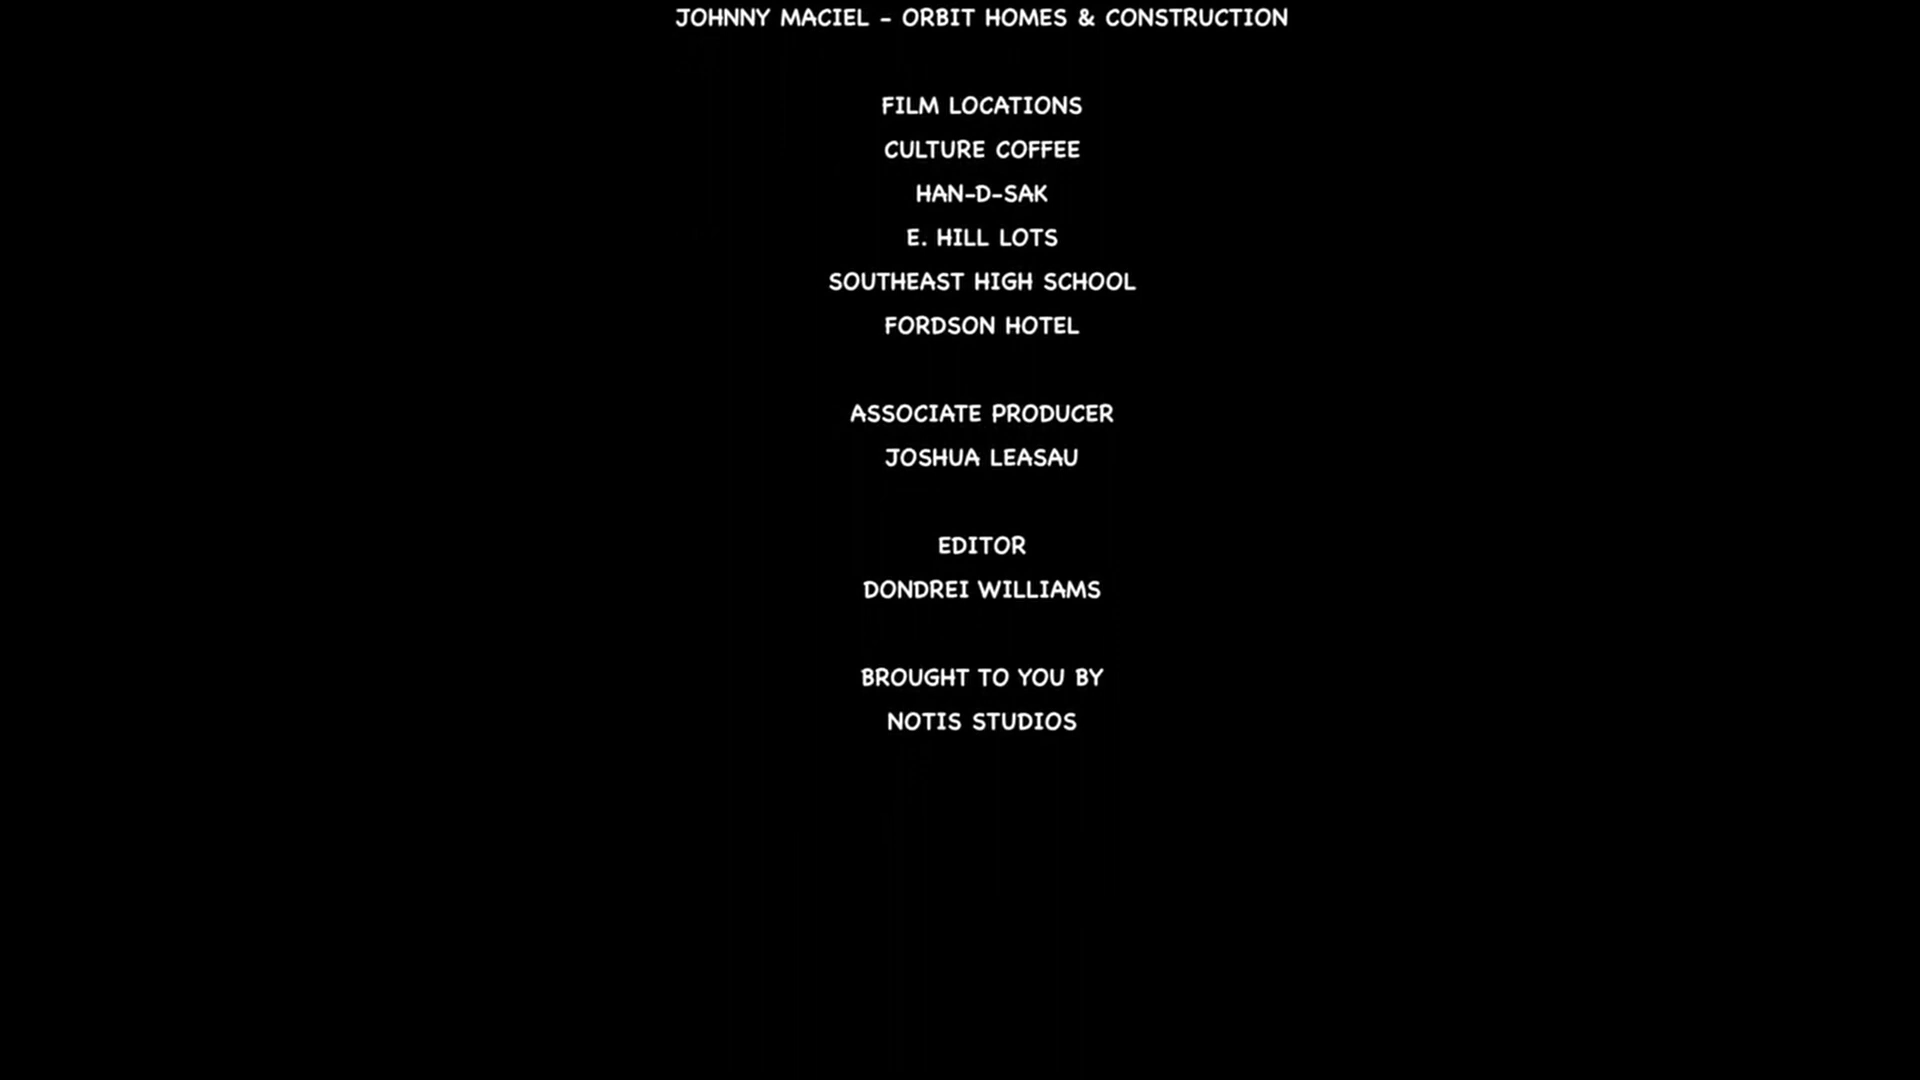 JOHNNY MACIEL - ORBIT HOMES & CONSTRUCTION
FILM LOCATIONS
CULTURE COFFEE
HAN-D-SAK
E. HILL LOTS
SOUTHEAST HIGH SCHOOL
FORDSON HOTEL
ASSOCIATE PRODUCER
JOSHUA LEASAU
EDITOR
DONDREI WILLIAMS
BROUGHT TO YOU BY
NOTIS STUDIOS